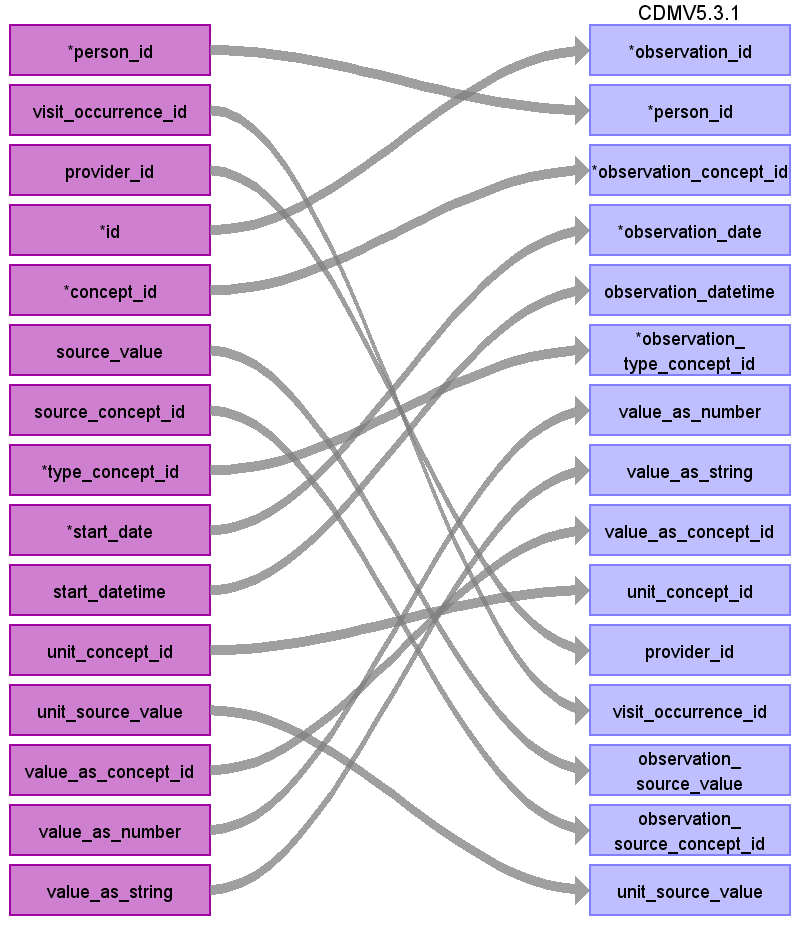 CDMV5.3.1
*person_id
visit_occurrence_id
provider_id
*id
*concept_id
source_value
source_concept_id
*type_concept_id
*start_date
start_datetime
unit_concept_id
unit_source_value
value_as_concept_id
value_as_number
value_as_string
*observation_id
*person_id
*observation_concept_id
*observation_date
observation_datetime
*observation_
type_concept_id
value_as_number
value_as_string
value_as_concept_id
unit_concept_id
provider_id
visit_occurrence_id
observation_
source_value
observation_
source_concept_id
unit_source_value